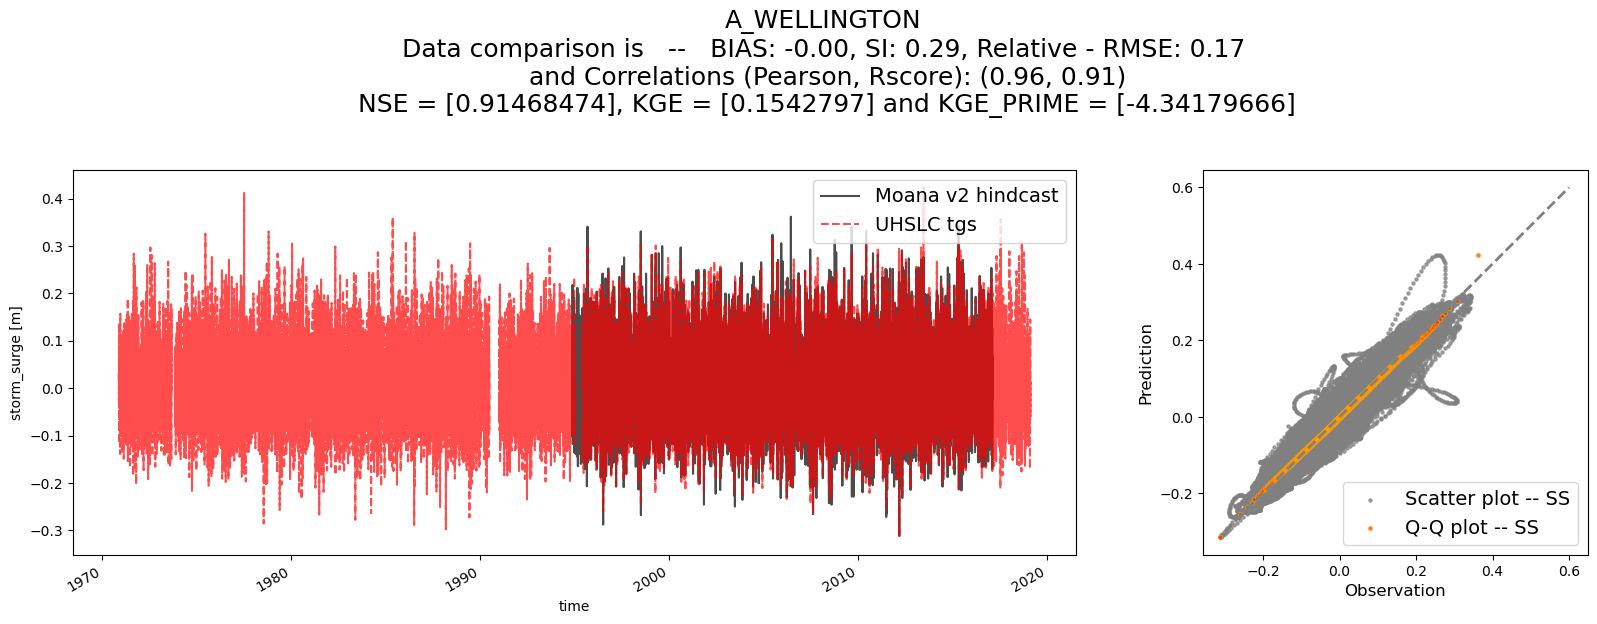 A_WELLINGTON
Data comparison is -- BIAS: -0.00, SI: 0.29, Relative - RMSE: 0.17
and Correlations (Pearson, Rscore): (0.96, 0.91)
NSE = [0.91468474], KGE = [0.1542797] and KGE_PRIME = [-4.34179666]
storm_surge [m]
0.4
0.3
0.2
0.1
0.0
−0.1
−0.2
−0.3
Moana v2 hindcast
UHSLC tgs
1970
1980
1990
2000
2010
2020
time
Prediction
0.6
0.4
0.2
0.0
−0.2
Scatter plot -- SS
Q-Q plot -- SS
−0.2
0.0
0.2
0.4
0.6
Observation